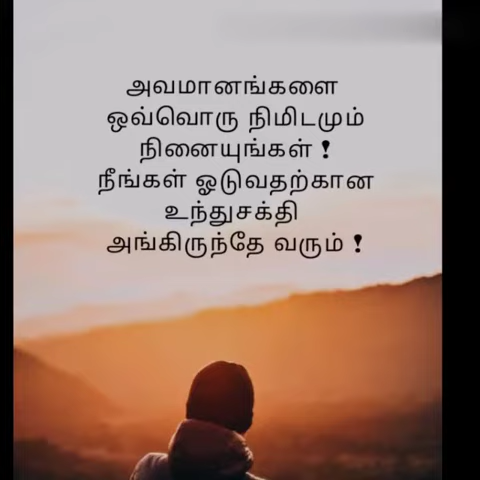 அவமானங்களை
ஒவ்வொரு நிமிடமும்
நினையுங்கள் !
நீங்கள் ஓடுவதற்கான
உந்துசக்தி
அங்கிருந்தே வரும் !